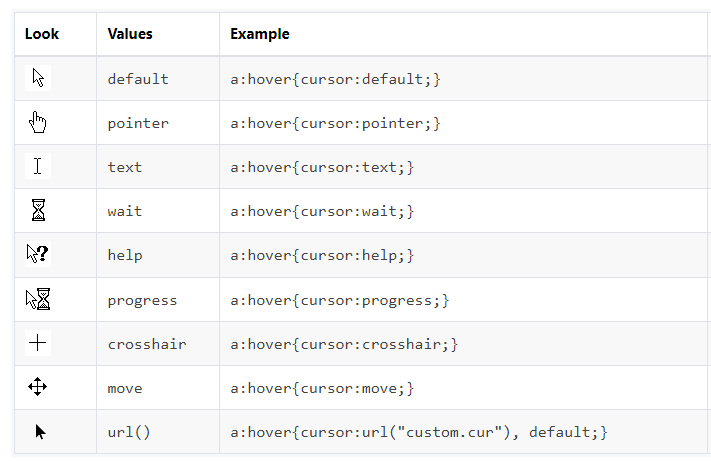 Look Values Example
default a:hover{cursor:default;}
pointer a:hover{cursor:pointer;}
text a:hover{cursor:text;}
wait a:hover{cursor:wait;}
help a:hover{cursor:help;}
progress a:hover{cursor:progress;}
crosshair a:hover{cursor:crosshair;}
move a:hover{cursor:move;}
url() a:hover{cursor:url("custom.cur"), default;}